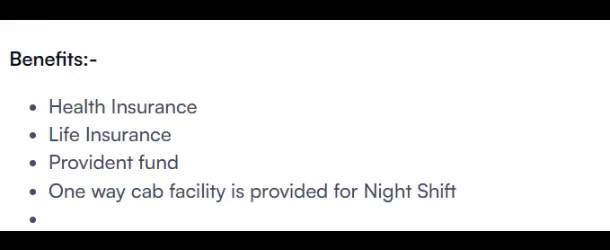 Benefits:-
• Health Insurance
• Life Insurance
• Provident fund
• One way cab facility is provided for Night Shift
•